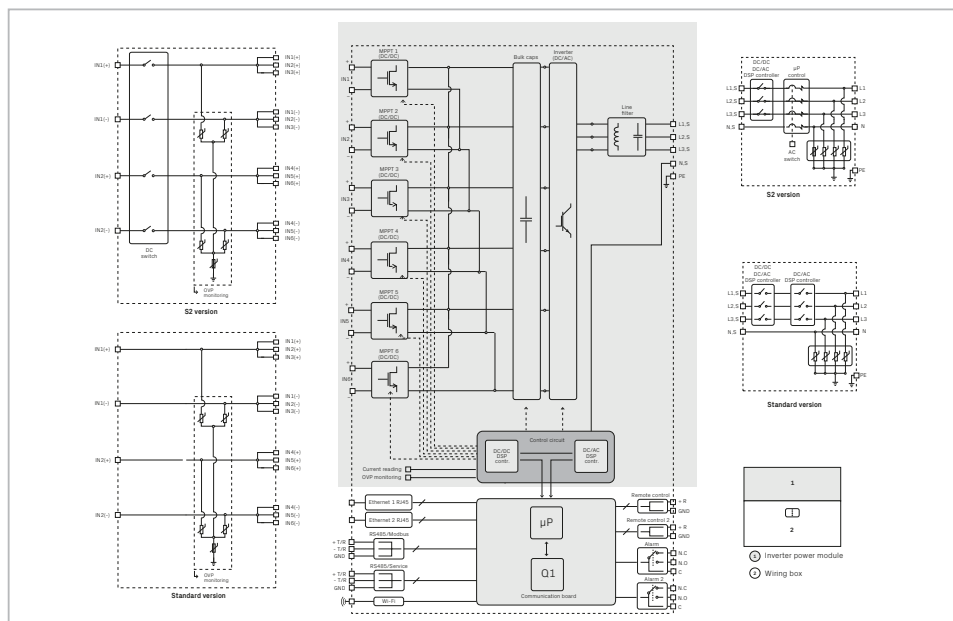 IN1(+)
IN1(+)
IN2(+)
IN3(+)
IN1(-)
IN1(-)
IN2(-)
IN3(-)
IN2(+)
IN4(+)
IN5(+)
IN6(+)
IN2(-)
IN4(-)
IN5(-)
IN6(-)
DC
switch
OVP
monitoring
S2 version
IN1(+)
IN1(+)
IN2(+)
IN3(+)
IN1(-)
IN1(-)
IN2(-)
IN3(-)
IN2(+)
IN4(+)
IN5(+)
IN6(+)
IN2(-)
IN4(-)
IN5(-)
IN6(-)
OVP
monitoring
Standard version
MPPT 1
(DC/DC)
+
IN1
-
MPPT 2
(DC/DC)
+
IN2
-
MPPT 3
(DC/DC)
+
IN3
-
MPPT 4
(DC/DC)
+
IN4
-
MPPT 5
(DC/DC)
+
IN5
-
MPPT 6
(DC/DC)
+
IN6
-
Bulk caps
Inverter
(DC/AC)
Line
filter
L1,S
L2,S
L3,S
N,S
PE
Control circuit
DC/DC
DSP
contr.
DC/AC
DSP
contr.
Current reading
OVP monitoring
Ethernet 1 RJ45
Ethernet 2 RJ45
RS485/Modbus
+ T/R
- T/R
GND
RS485/Service
+ T/R
- T/R
GND
Wi-Fi
μP
Q1
Communication board
Remote control
+ R
GND
Remote control 2
+ R
GND
Alarm
N.C
N.O
C
Alarm 2
N.C
N.O
C
DC/DC
DC/AC
DSP controller
μP
control
L1,S
L2,S
L3,S
N,S
L1
L2
L3
N
AC
switch
PE
S2 version
DC/DC
DC/AC
DSP controller
DC/AC
DSP controller
L1,S
L2,S
L3,S
N,S
L1
L2
L3
N
PE
Standard version
1
2
1 Inverter power module
2 Wiring box